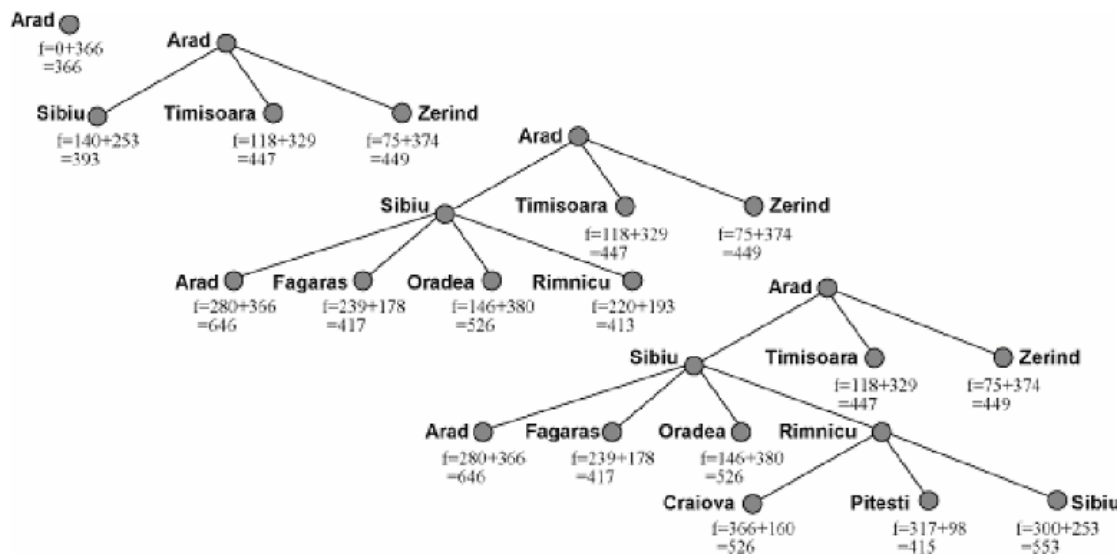 Arad
f=0+366
=366
Arad
Sibiu
Timisoara
Zerind
f=140+253
=393
f=118+329
=447
f=75+374
=449
Arad
Sibiu
Timisoara
Zerind
f=118+329
=447
f=75+374
=449
Arad
Fagaras
Oradea
Rimnicu
f=280+366
=646
f=239+178
=417
f=146+380
=526
f=220+193
=413
Arad
Sibiu
Timisoara
Zerind
f=118+329
=447
f=75+374
=449
Arad
Fagaras
Oradea
Rimnicu
f=280+366
=646
f=239+178
=417
f=146+380
=526
Craiova
Pitesti
Sibiu
f=366+160
=526
f=317+98
=415
f=300+253
=553